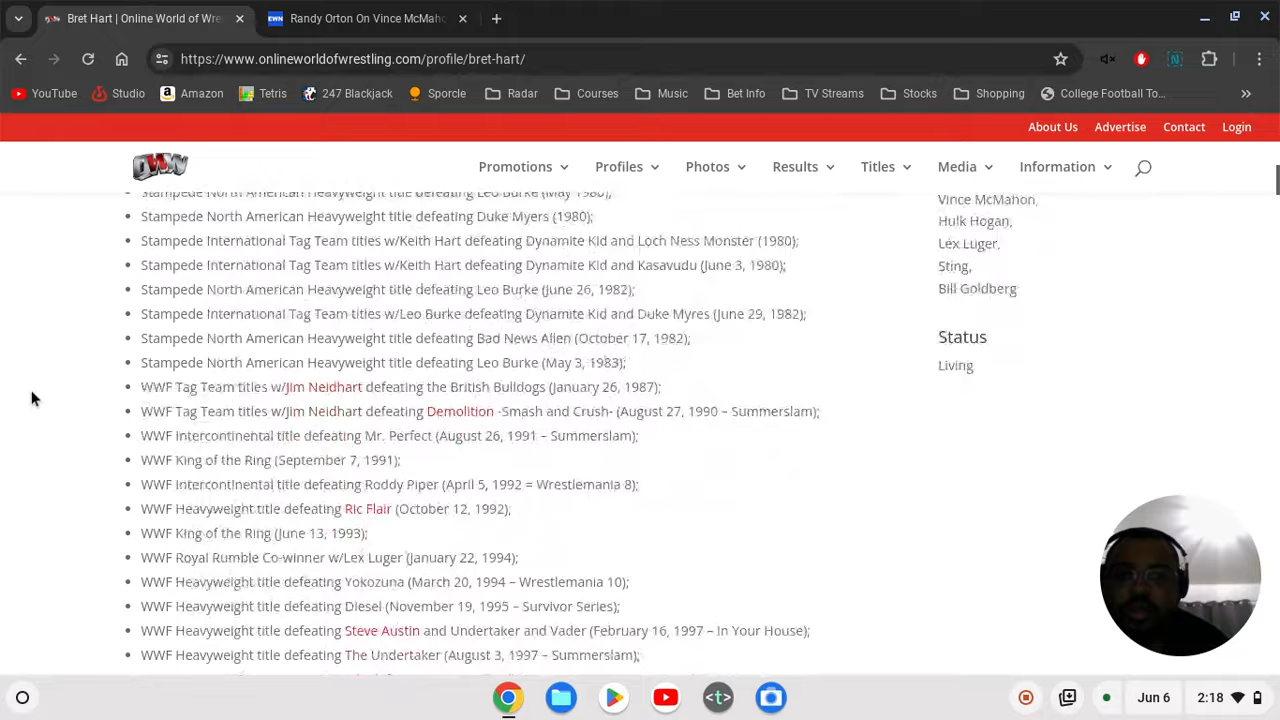 Bret Hart | Online World of Wre
Randy Orton On Vince McMaho
https://www.onlineworldofwrestling.com/profile/bret-hart/
YouTube Studio Amazon Tetris 247 Blackjack Sporcle Radar Courses Music Bet Info TV Streams Stocks Shopping College Football To...
About Us Advertise Contact Login
OWW Promotions Profiles Photos Results Titles Media Information
Stampede North American Heavyweight title defeating Leo Burke (May 1980);
Stampede North American Heavyweight title defeating Duke Myers (1980);
Stampede International Tag Team titles w/Keith Hart defeating Dynamite Kid and Loch Ness Monster (1980);
Stampede International Tag Team titles w/Keith Hart defeating Dynamite Kid and Kasavudu (June 3, 1980);
Stampede North American Heavyweight title defeating Leo Burke (June 26, 1982);
Stampede International Tag Team titles w/Leo Burke defeating Dynamite Kid and Duke Myres (June 29, 1982);
Stampede North American Heavyweight title defeating Bad News Allen (October 17, 1982);
Stampede North American Heavyweight title defeating Leo Burke (May 3, 1983);
WWF Tag Team titles w/Jim Neidhart defeating the British Bulldogs (January 26, 1987);
WWF Tag Team titles w/Jim Neidhart defeating Demolition -Smash and Crush- (August 27, 1990 – Summerslam);
WWF Intercontinental title defeating Mr. Perfect (August 26, 1991 – Summerslam);
WWF King of the Ring (September 7, 1991);
WWF Intercontinental title defeating Roddy Piper (April 5, 1992 = Wrestlemania 8);
WWF Heavyweight title defeating Ric Flair (October 12, 1992),
WWF King of the Ring (June 13, 1993);
WWF Royal Rumble Co-winner w/Lex Luger (January 22, 1994);
WWF Heavyweight title defeating Yokozuna (March 20, 1994 – Wrestlemania 10);
WWF Heavyweight title defeating Diesel (November 19, 1995 – Survivor Series);
WWF Heavyweight title defeating Steve Austin and Undertaker and Vader (February 16, 1997 – In Your House);
WWF Heavyweight title defeating The Undertaker (August 3, 1997 – Summerslam);
Vince McMahon,
Hulk Hogan,
Lex Luger,
Sting,
Bill Goldberg
Status
Living
Jun 6 2:18